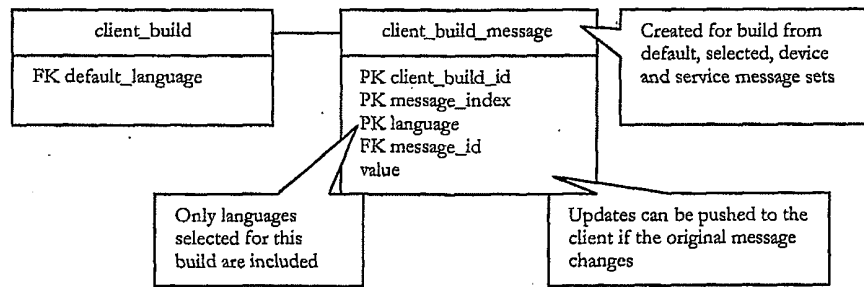 client_build
FK default_language
client_build_message
PK client_build_id
PK message_index
PK language
FK message_id
value
Created for build from
default, selected, device
and service message sets
Only languages
selected for this
build are included
Updates can be pushed to the
client if the original message
changes